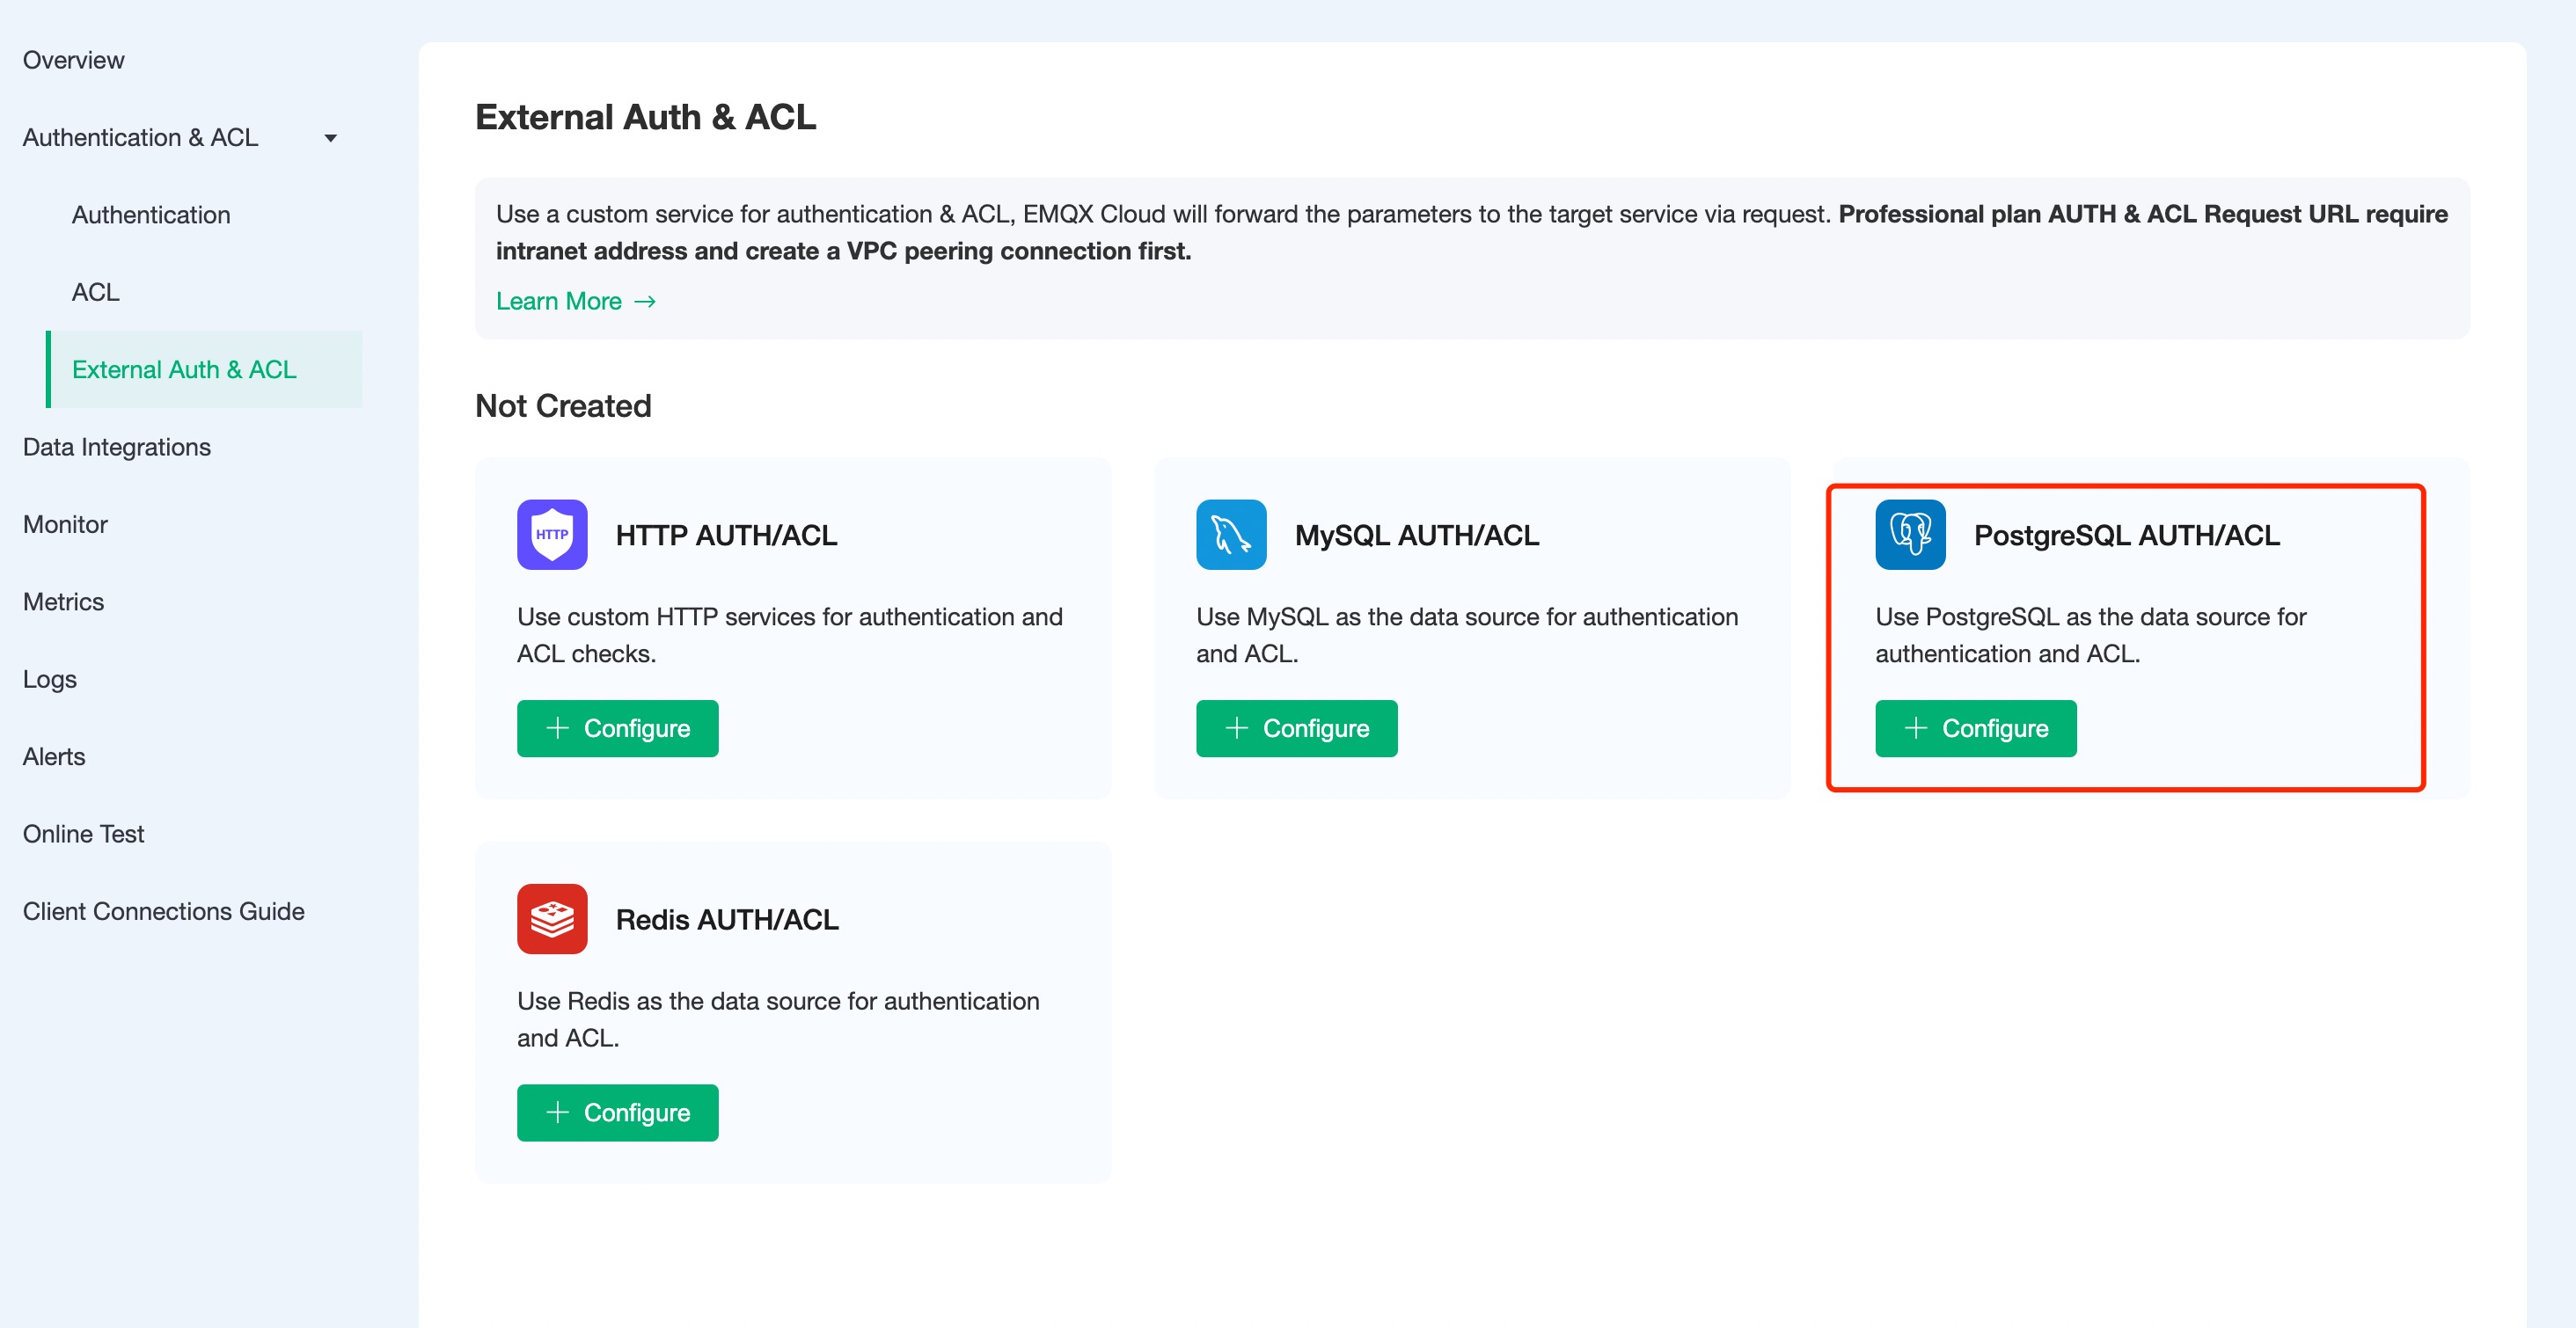 Overview
Authentication & ACL
Authentication
ACL
External Auth & ACL
Data Integrations
Monitor
Metrics
Logs
Alerts
Online Test
Client Connections Guide
External Auth & ACL
Use a custom service for authentication & ACL, EMQX Cloud will forward the parameters to the target service via request. Professional plan AUTH & ACL Request URL require
intranet address and create a VPC peering connection first.
Learn More →
Not Created
HTTP
HTTP AUTH/ACL
Use custom HTTP services for authentication and
ACL checks.
+ Configure
MySQL AUTH/ACL
Use MySQL as the data source for authentication
and ACL.
+ Configure
PostgreSQL AUTH/ACL
Use PostgreSQL as the data source for
authentication and ACL.
+ Configure
Redis AUTH/ACL
Use Redis as the data source for authentication
and ACL.
+ Configure